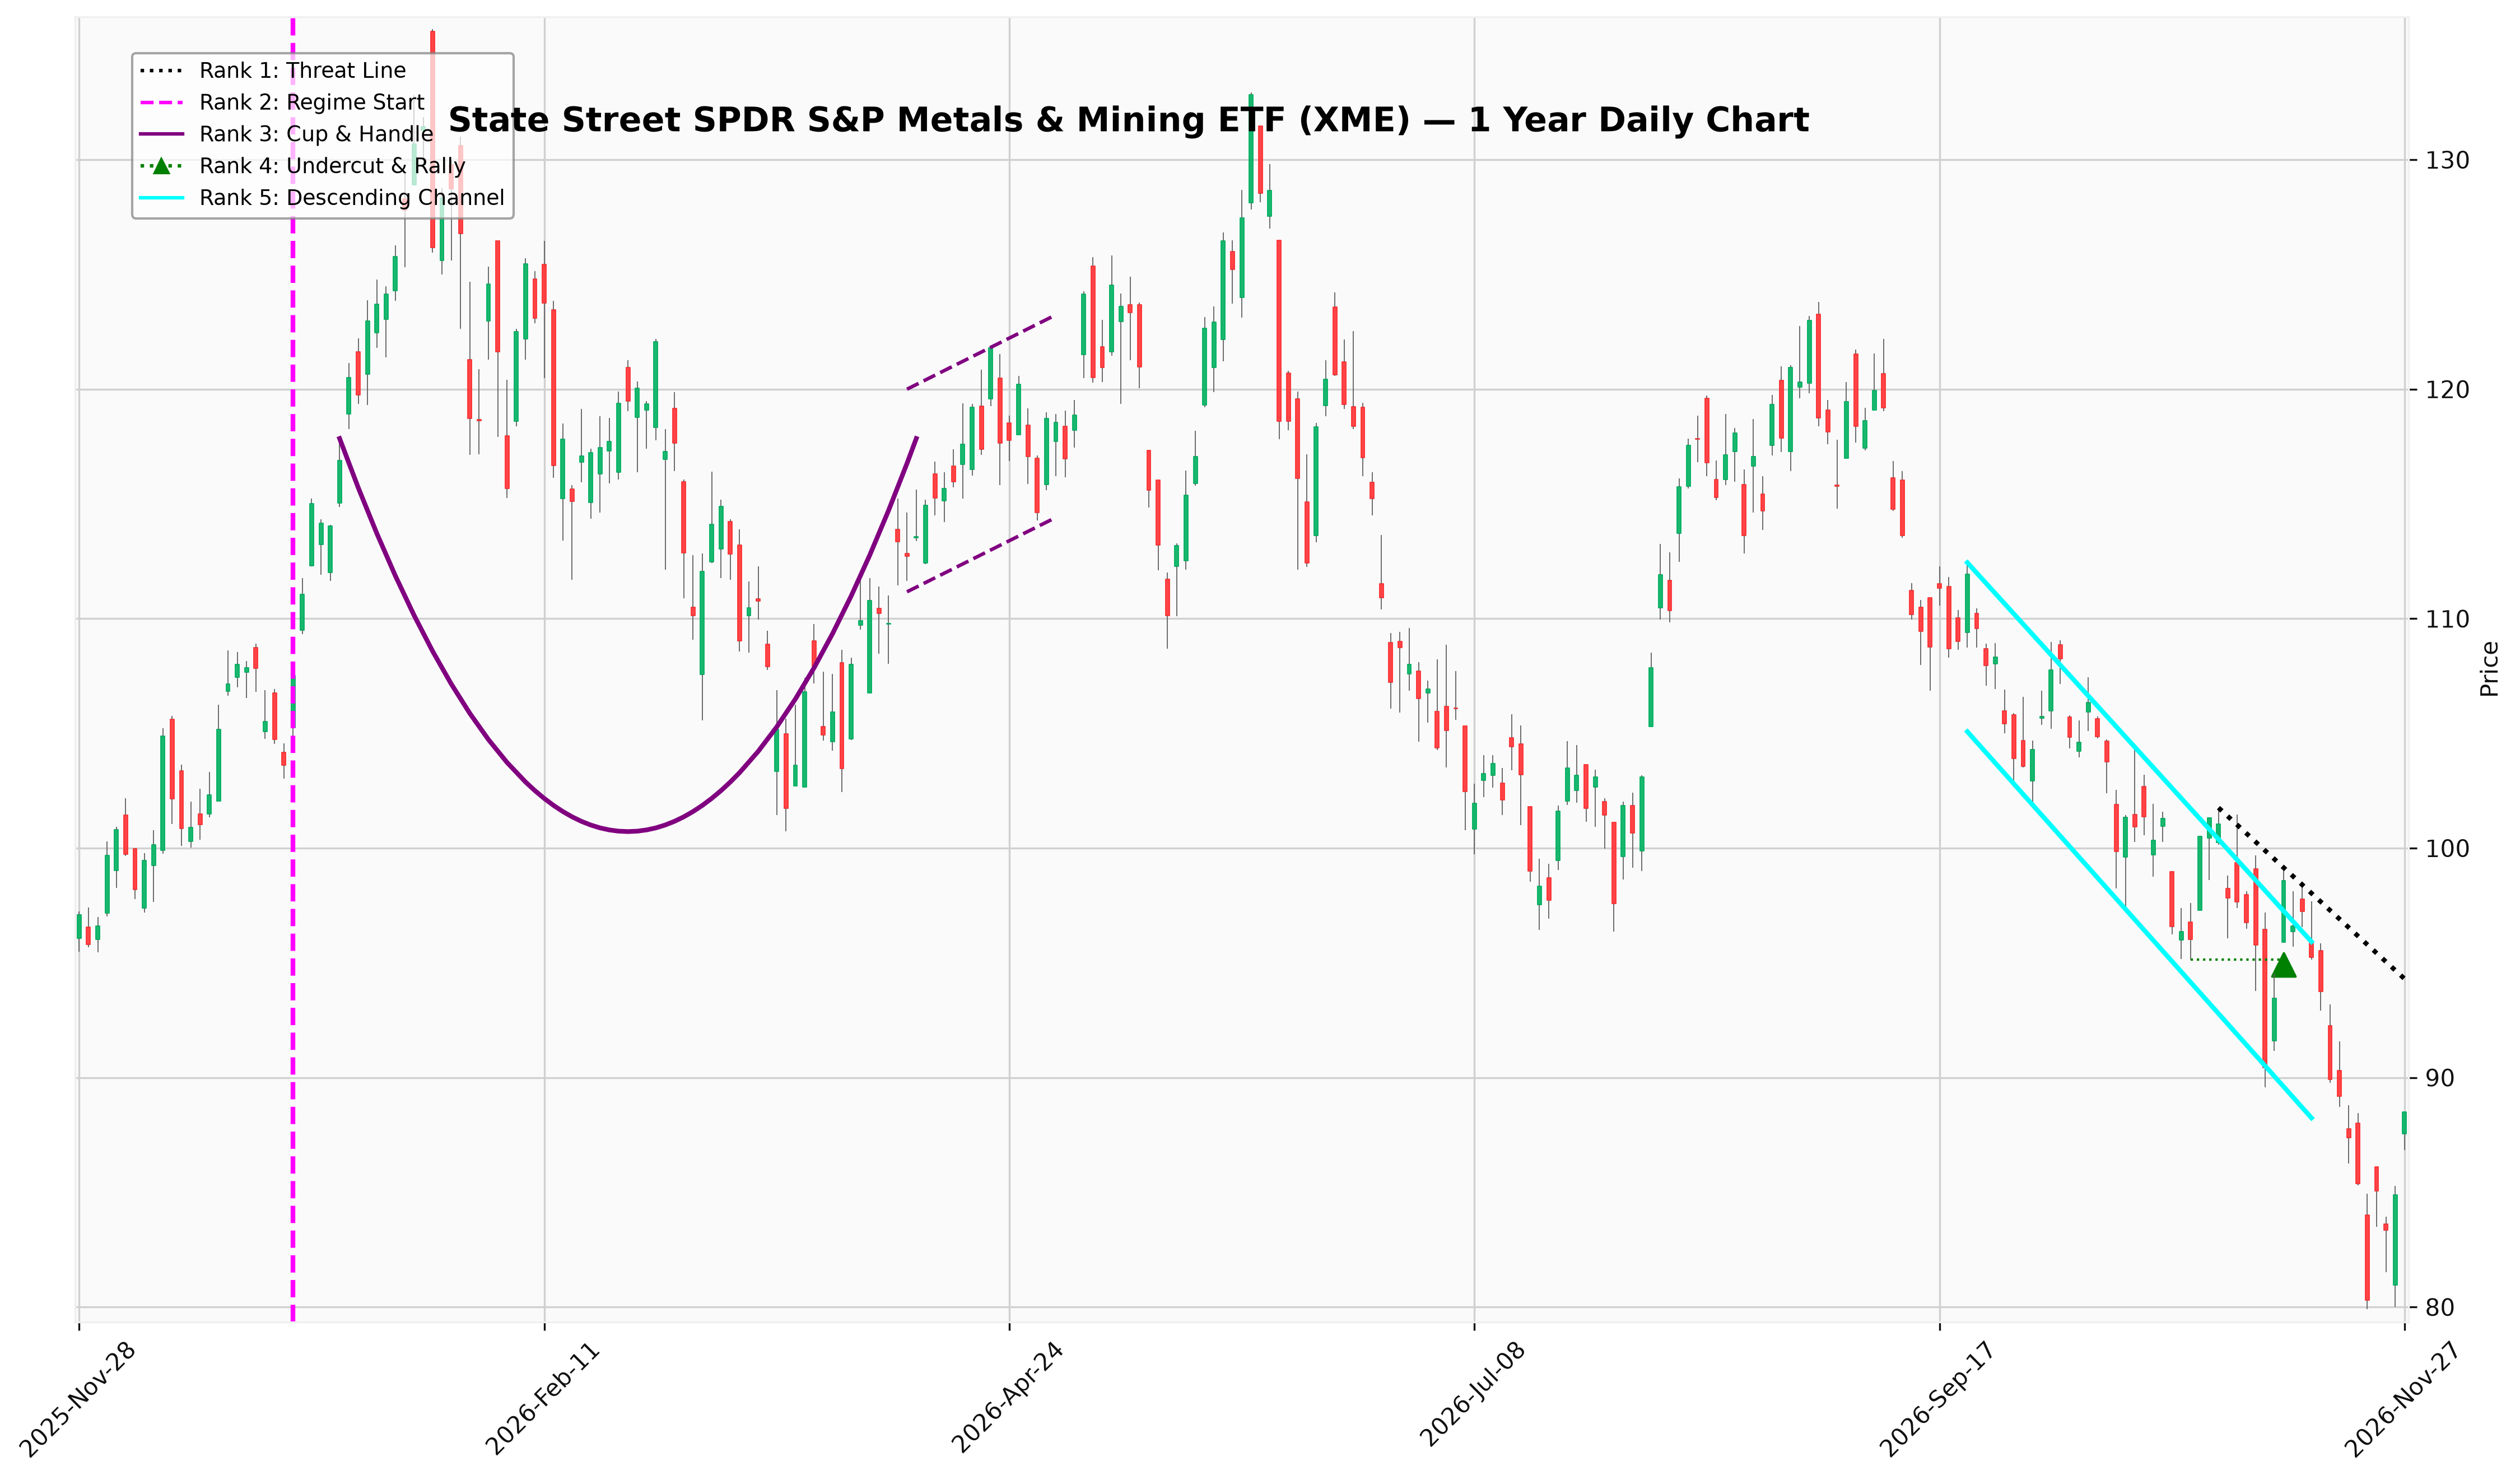 State Street SPDR S&P Metals & Mining ETF (XME) — 1 Year Daily Chart
Rank 1: Threat Line
Rank 2: Regime Start
Rank 3: Cup & Handle
Rank 4: Undercut & Rally
Rank 5: Descending Channel
130
120
110
100
90
80
Price
2025-Nov-28
2026-Feb-11
2026-Apr-24
2026-Jul-08
2026-Sep-17
2026-Nov-27